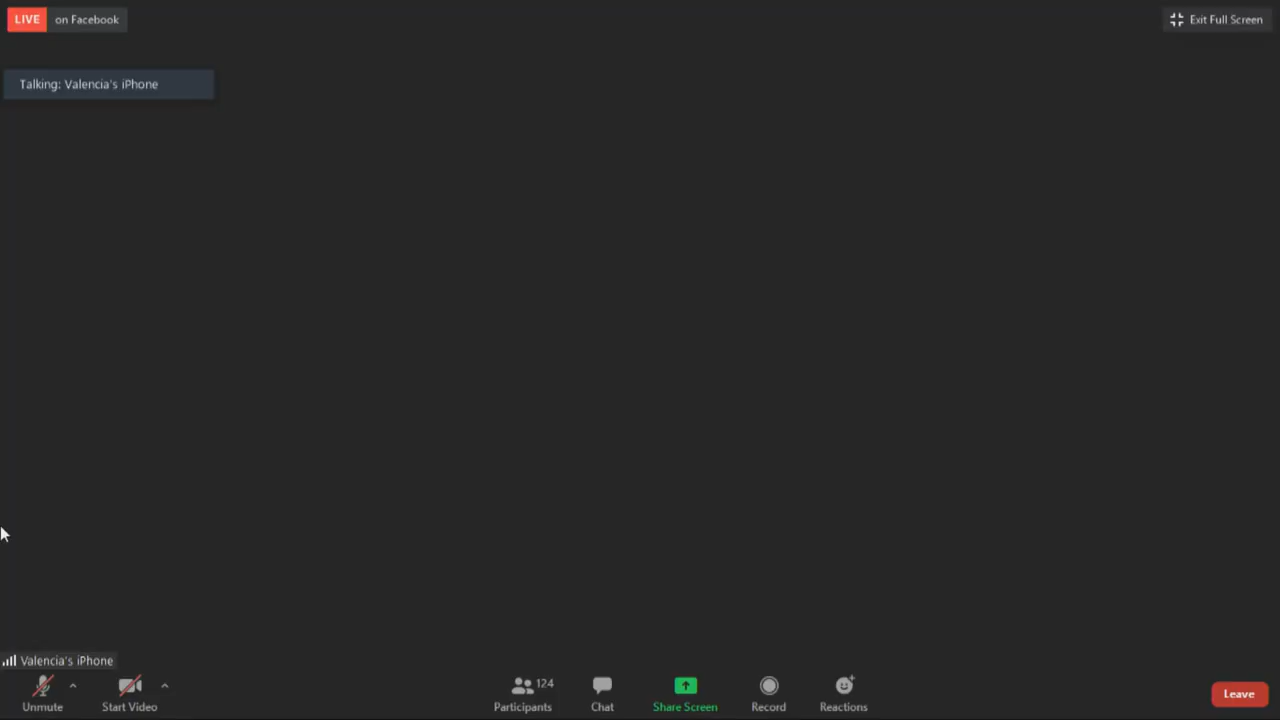 LIVE on Facebook
Exit Full Screen
Talking: Valencia's iPhone
Valencia's iPhone
Unmute
Start Video
124
Participants
Chat
Share Screen
Record
Reactions
Leave